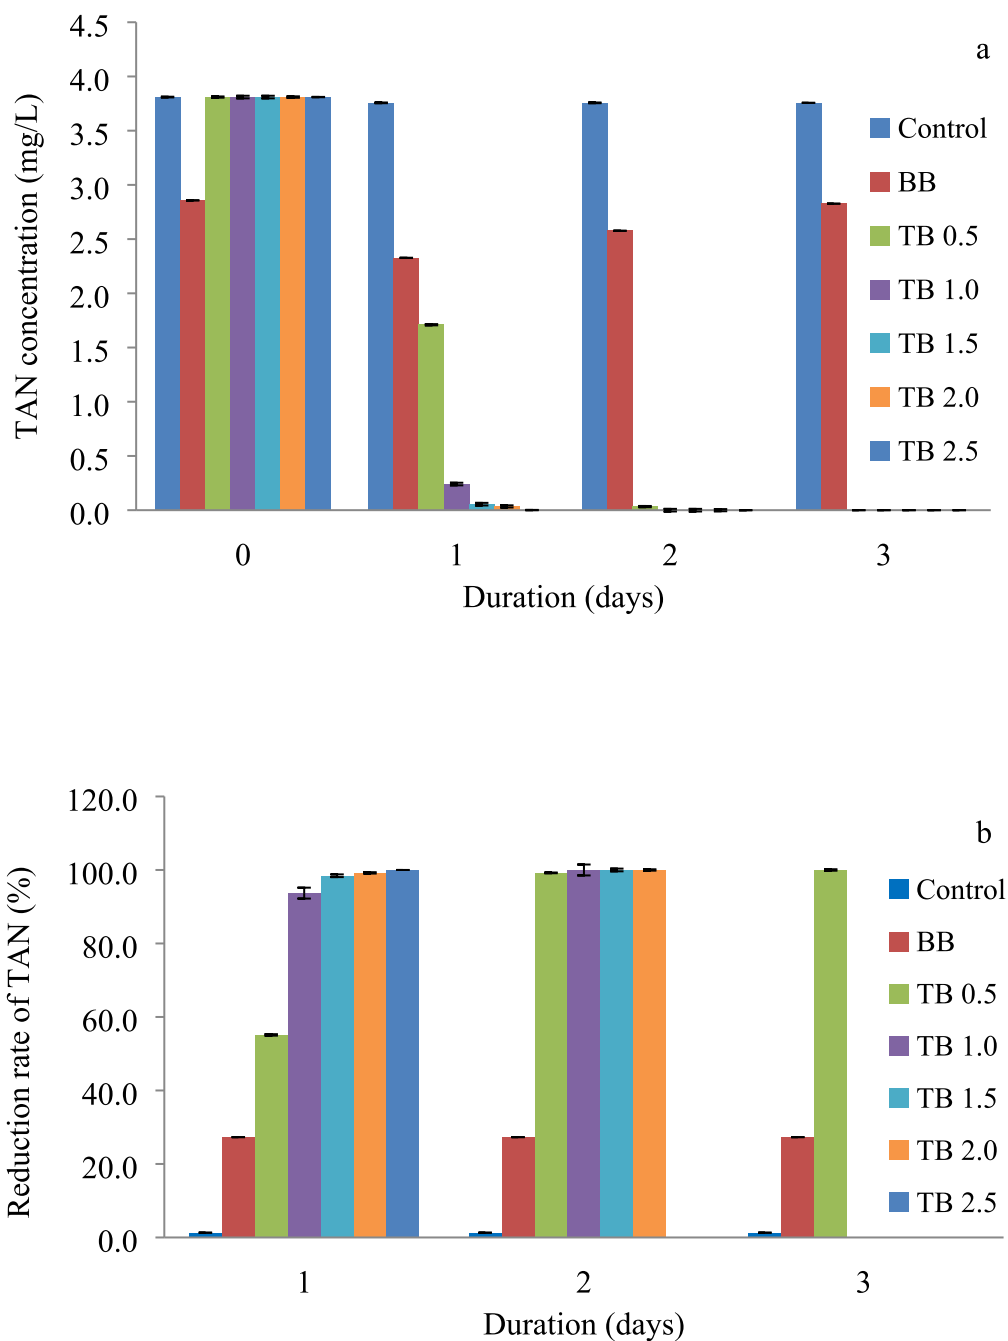 a
TAN concentration (mg/L)
4.5
4.0
3.5
3.0
2.5
2.0
1.5
1.0
0.5
0.0
0 1 2 3
Duration (days)
Control
BB
TB 0.5
TB 1.0
TB 1.5
TB 2.0
TB 2.5
b
Reduction rate of TAN (%)
120.0
100.0
80.0
60.0
40.0
20.0
0.0
1 2 3
Duration (days)
Control
BB
TB 0.5
TB 1.0
TB 1.5
TB 2.0
TB 2.5